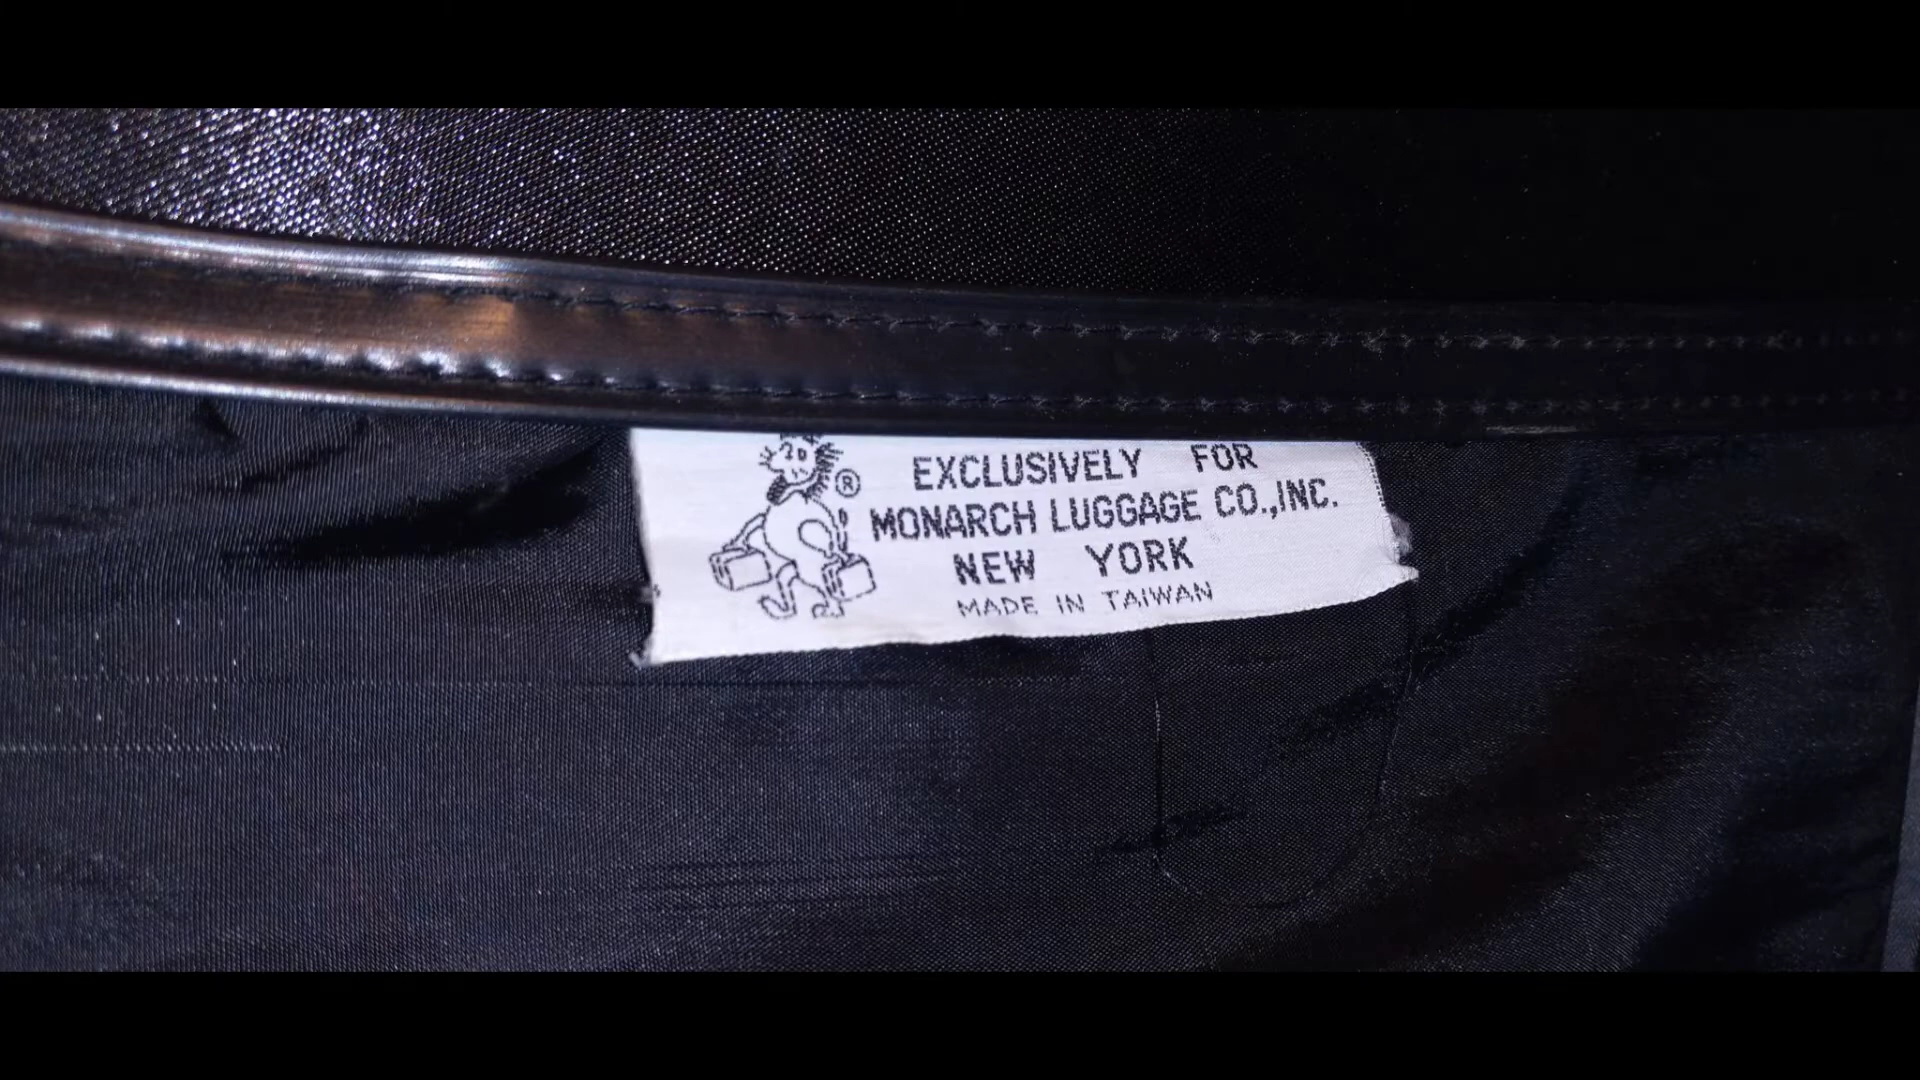 ®
EXCLUSIVELY FOR
MONARCH LUGGAGE CO.,INC.
NEW YORK
MADE IN TAIWAN